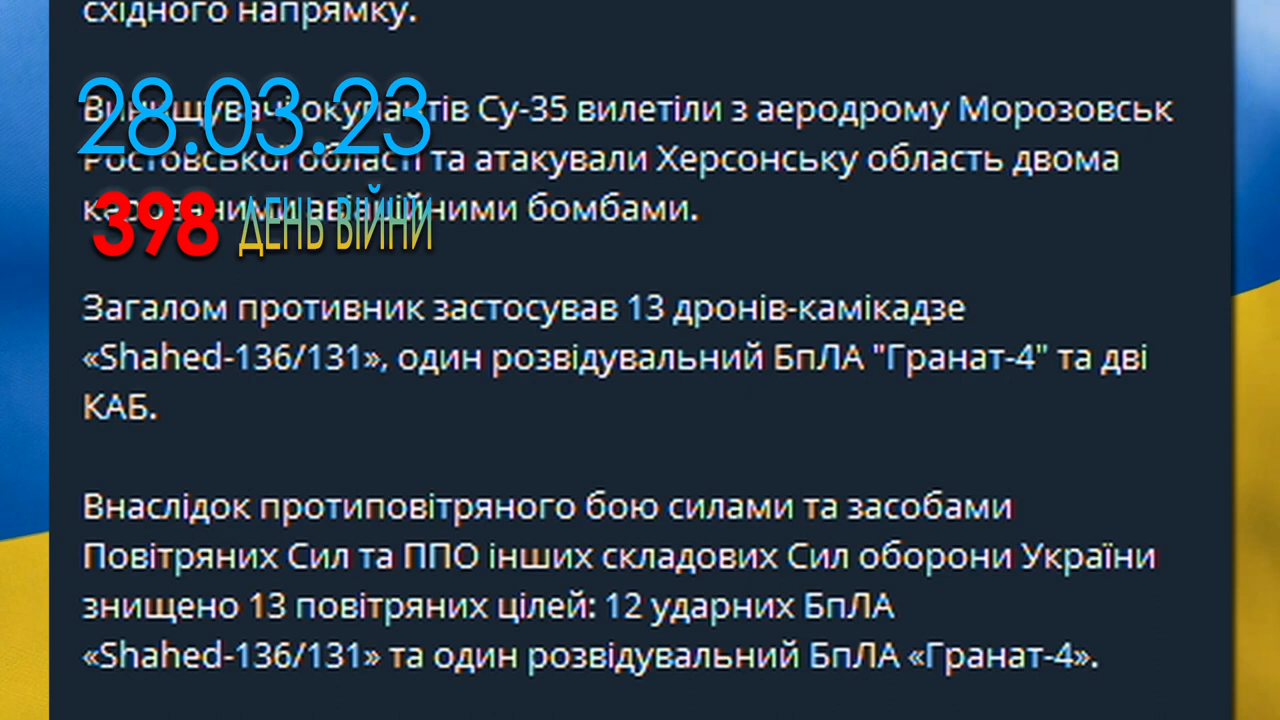 східного напрямку.
28.03.23
Винищувачі окупантів Су-35 вилетіли з аеродрому Морозовськ
Ростовської області та атакували Херсонську область двома
398 ДЕНЬ ВІЙНИ
керованими авіаційними бомбами.
Загалом противник застосував 13 дронів-камікадзе
«Shahed-136/131», один розвідувальний БпЛА "Гранат-4" та дві
КАБ.
Внаслідок протиповітряного бою силами та засобами
Повітряних Сил та ППО інших складових Сил оборони України
знищено 13 повітряних цілей: 12 ударних БпЛА
«Shahed-136/131» та один розвідувальний БпЛА «Гранат-4».